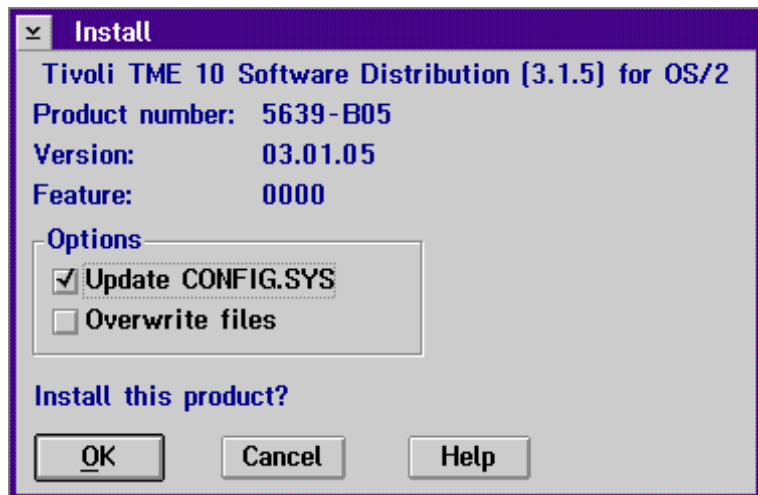 Install
Tivoli TME 10 Software Distribution (3.1.5) for OS/2
Product number: 5639-B05
Version: 03.01.05
Feature: 0000
Options
Update CONFIG.SYS
Overwrite files
Install this product?
OK Cancel Help